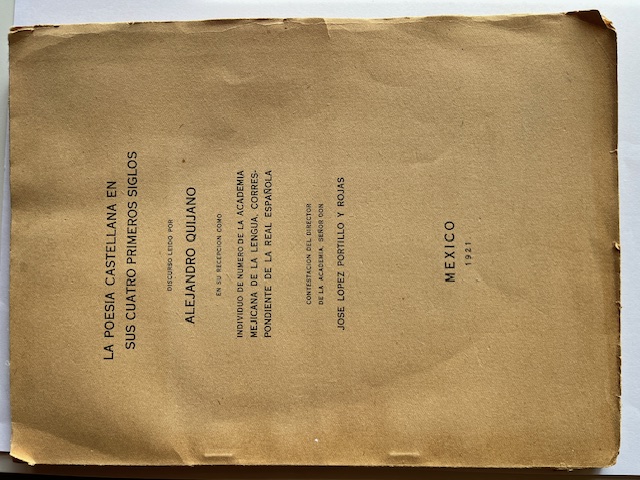 LA POESIA CASTELLANA EN
SUS CUATRO PRIMEROS SIGLOS
DISCURSO LEIDO POR
ALEJANDRO QUIJANO
EN SU RECEPCION COMO
INDIVIDUO DE NUMERO DE LA ACADEMIA
MEJICANA DE LA LENGUA, CORRES-
PONDIENTE DE LA REAL ESPAÑOLA
CONTESTACION DEL DIRECTOR
DE LA ACADEMIA SEÑOR DON
JOSE LOPEZ PORTILLO Y ROJAS
MEXICO
1921